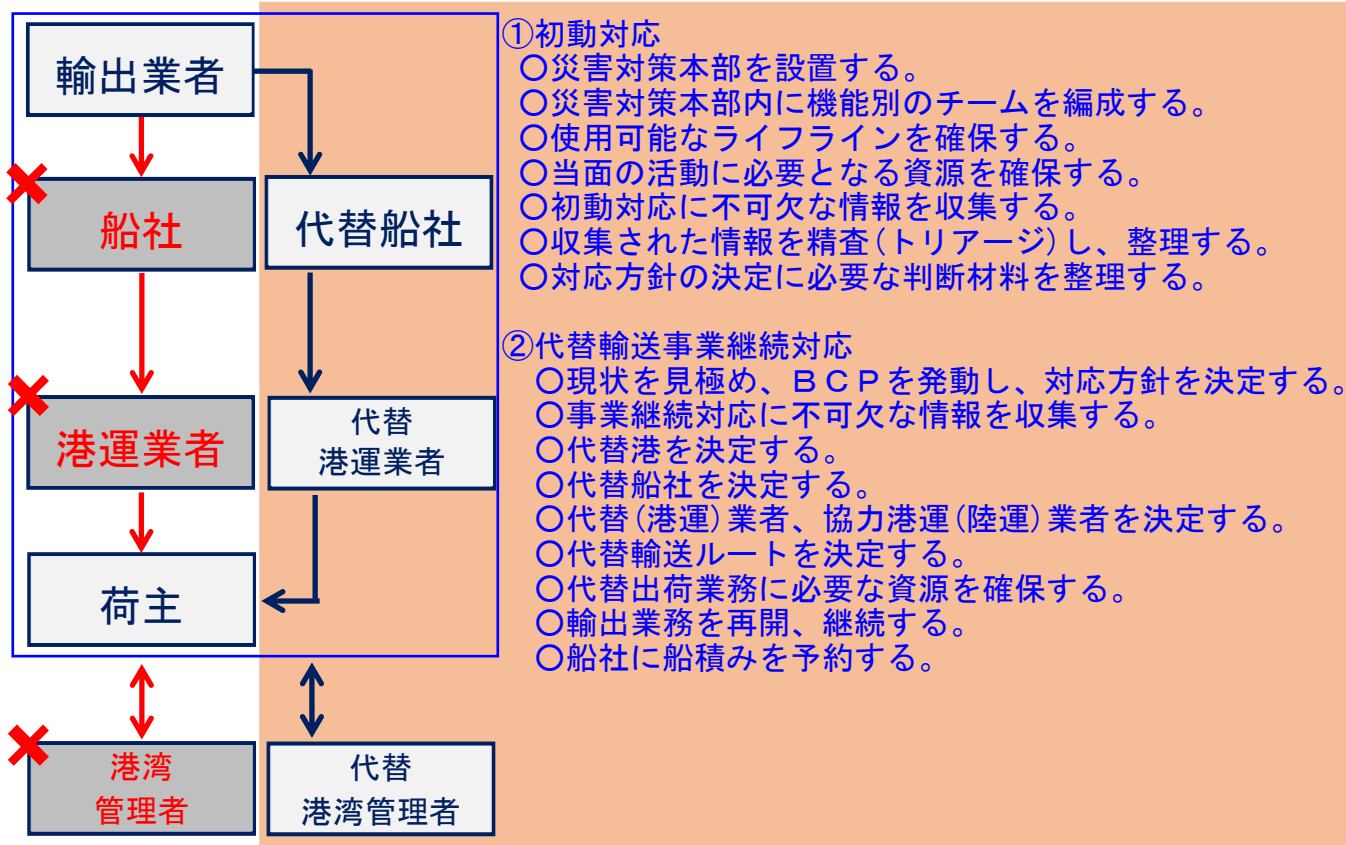 輸出業者
船社
港運業者
荷主
港湾
管理者
代替船社
代替
港運業者
代替
港湾管理者
①初動対応
〇災害対策本部を設置する。
〇災害対策本部内に機能別のチームを編成する。
〇使用可能なライフラインを確保する。
〇当面の活動に必要となる資源を確保する。
〇初動対応に不可欠な情報を収集する。
〇収集された情報を精査(トリアージ)し、整理する。
〇対応方針の決定に必要な判断材料を整理する。
②代替輸送事業継続対応
〇現状を見極め、ＢＣＰを発動し、対応方針を決定する。
〇事業継続対応に不可欠な情報を収集する。
〇代替港を決定する。
〇代替船社を決定する。
〇代替(港運)業者、協力港運(陸運)業者を決定する。
〇代替輸送ルートを決定する。
〇代替出荷業務に必要な資源を確保する。
〇輸出業務を再開、継続する。
〇船社に船積みを予約する。